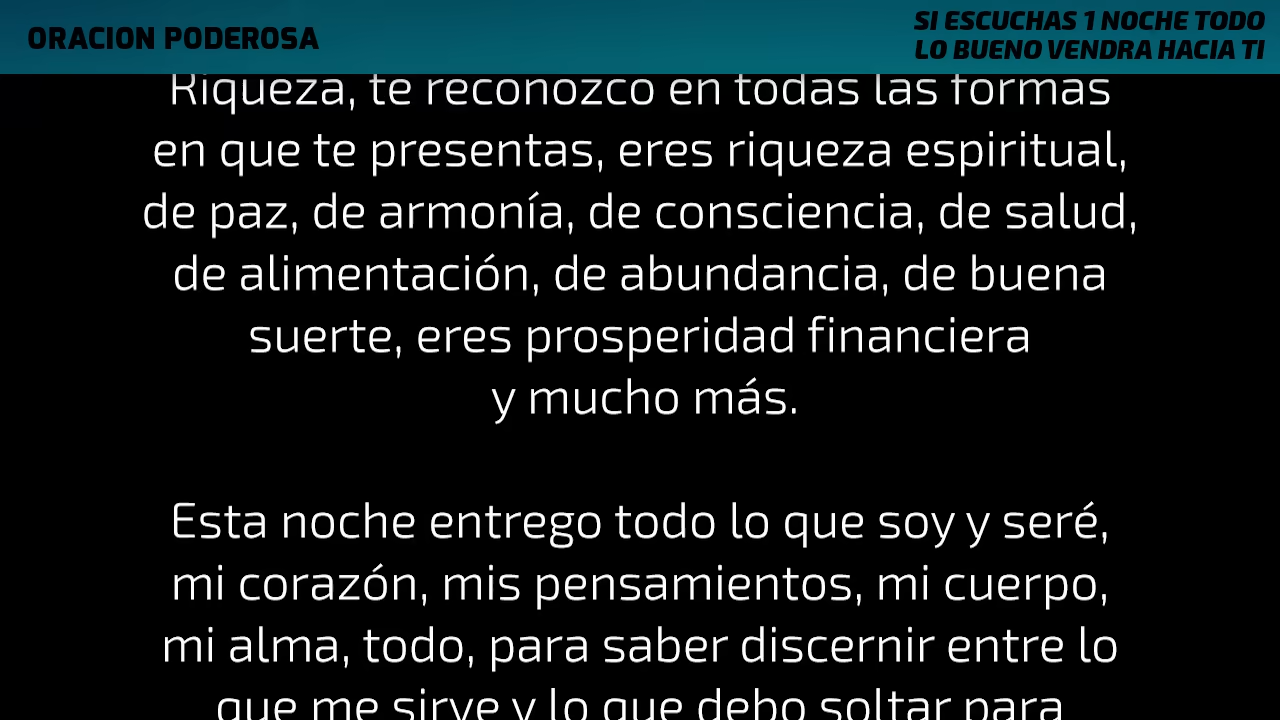 ORACION PODEROSA
SI ESCUCHAS 1 NOCHE TODO
LO BUENO VENDRA HACIA TI
Riqueza, te reconozco en todas las formas
en que te presentas, eres riqueza espiritual,
de paz, de armonía, de consciencia, de salud,
de alimentación, de abundancia, de buena
suerte, eres prosperidad financiera
y mucho más.
Esta noche entrego todo lo que soy y seré,
mi corazón, mis pensamientos, mi cuerpo,
mi alma, todo, para saber discernir entre lo
que me sirve y lo que debo soltar para